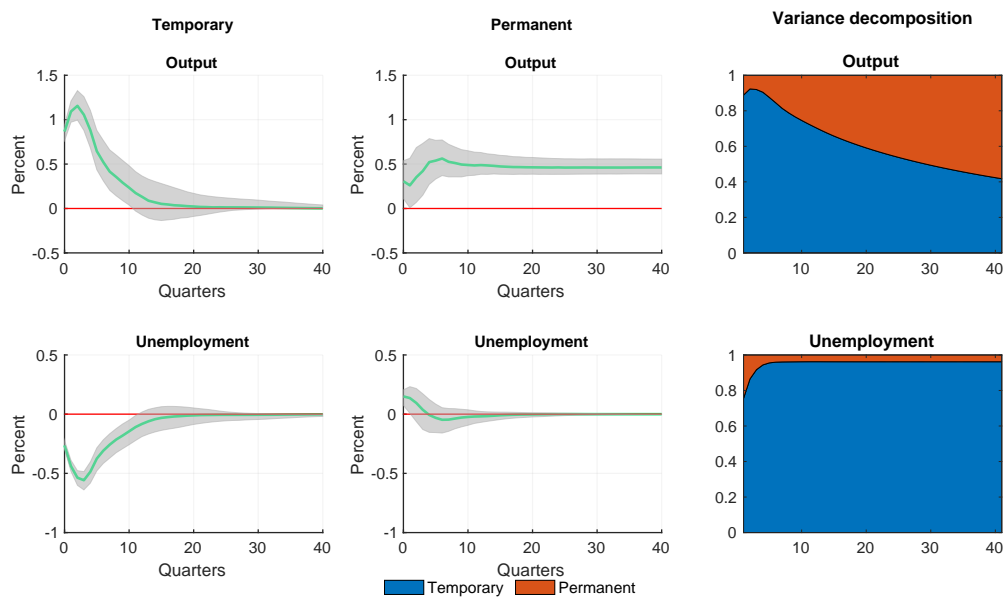 Temporary
Permanent
Variance decomposition
Output
Output
Output
1.5
1
0.5
0
-0.5
Percent
0 10 20 30 40
Quarters
1.5
1
0.5
0
-0.5
Percent
0 10 20 30 40
Quarters
1
0.8
0.6
0.4
0.2
0
10 20 30 40
Unemployment
Unemployment
Unemployment
0.5
0
-0.5
-1
Percent
0 10 20 30 40
Quarters
0.5
0
-0.5
-1
Percent
0 10 20 30 40
Quarters
1
0.8
0.6
0.4
0.2
0
10 20 30 40
Temporary Permanent